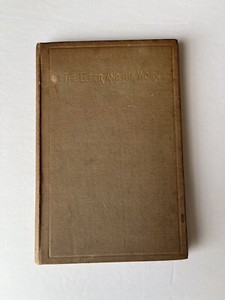 THE ELDER AND HIS WORK